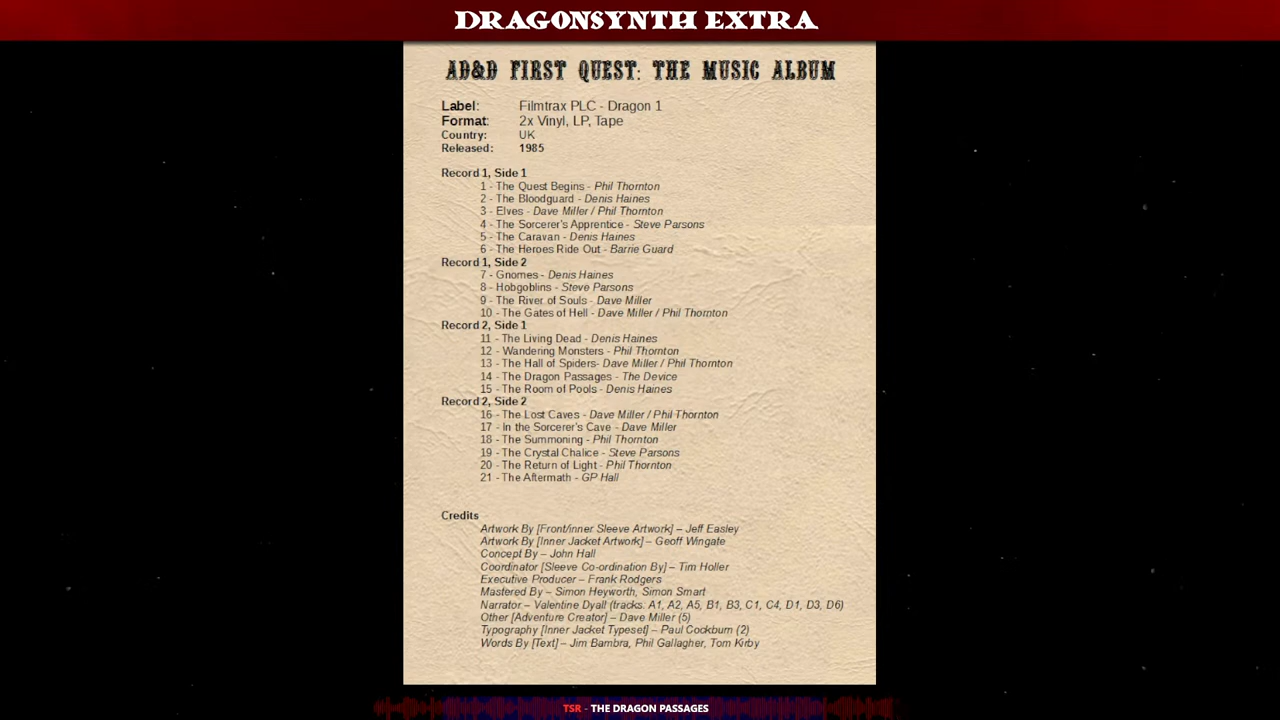 DRAGONSYNTH EXTRA
AD&D FIRST QUEST: THE MUSIC ALBUM
Label: Filmtrax PLC - Dragon 1
Format: 2x Vinyl, LP, Tape
Country: UK
Released: 1985
Record 1, Side 1
1 - The Quest Begins - Phil Thornton
2 - The Bloodguard - Denis Haines
3 - Elves - Dave Miller / Phil Thornton
4 - The Sorcerer's Apprentice - Steve Parsons
5 - The Caravan - Denis Haines
6 - The Heroes Ride Out - Barrie Guard
Record 1, Side 2
7 - Gnomes - Denis Haines
8 - Hobgoblins - Steve Parsons
9 - The River of Souls - Dave Miller
10 - The Gates of Hell - Dave Miller / Phil Thornton
Record 2, Side 1
11 - The Living Dead - Denis Haines
12 - Wandering Monsters - Phil Thornton
13 - The Hall of Spiders- Dave Miller / Phil Thornton
14 - The Dragon Passages - The Device
15 - The Room of Pools - Denis Haines
Record 2, Side 2
16 - The Lost Caves - Dave Miller / Phil Thornton
17 - In the Sorcerer's Cave - Dave Miller
18 - The Summoning - Phil Thornton
19 - The Crystal Chalice - Steve Parsons
20 - The Return of Light - Phil Thornton
21 - The Aftermath - GP Hall
Credits
Artwork By [Front/inner Sleeve Artwork] – Jeff Easley
Artwork By [Inner Jacket Artwork] – Geoff Wingate
Concept By – John Hall
Coordinator [Sleeve Co-ordination By] – Tim Holler
Executive Producer – Frank Rodgers
Mastered By – Simon Heyworth, Simon Smart
Narrator – Valentine Dyall (tracks: A1, A2, A5, B1, B3, C1, C4, D1, D3, D6)
Other [Adventure Creator] – Dave Miller (5)
Typography [Inner Jacket Typeset] – Paul Cockburn (2)
Words By [Text] – Jim Bambra, Phil Gallagher, Tom Kirby
TSR - THE DRAGON PASSAGES